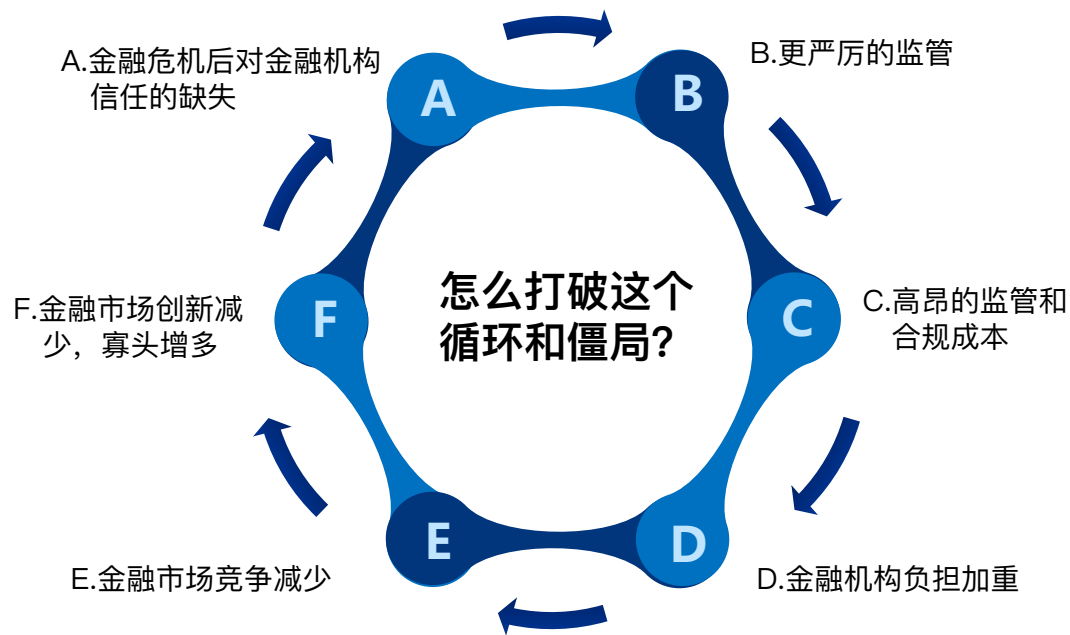 A.金融危机后对金融机构
信任的缺失
A
B
B.更严厉的监管
怎么打破这个
循环和僵局？
F.金融市场创新减
少，寡头增多
F
C
C.高昂的监管和
合规成本
E
D
E.金融市场竞争减少
D.金融机构负担加重